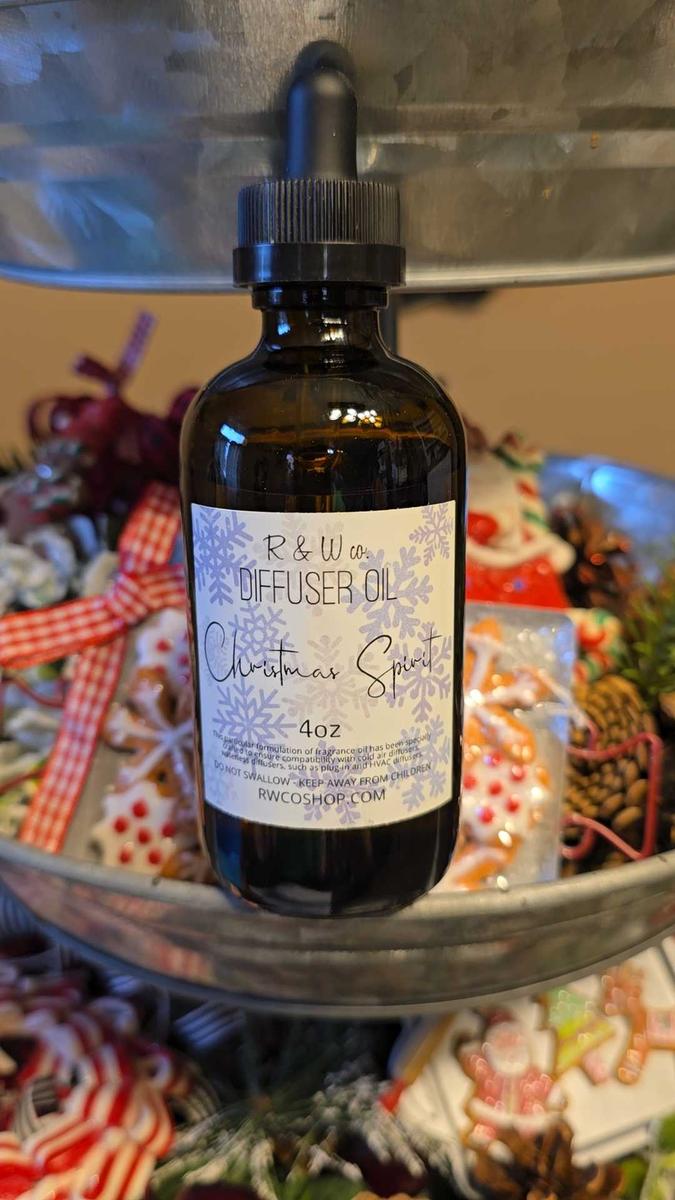 R & W co.
DIFFUSER OIL
Christmas Spirit
4oz
This particular formulation of fragrance oil has been specially
crafted to ensure compatibility with cold air diffusers,
heatless diffusers, such as plug-in and HVAC diffusers.
DO NOT SWALLOW - KEEP AWAY FROM CHILDREN
RWCOSHOP.COM